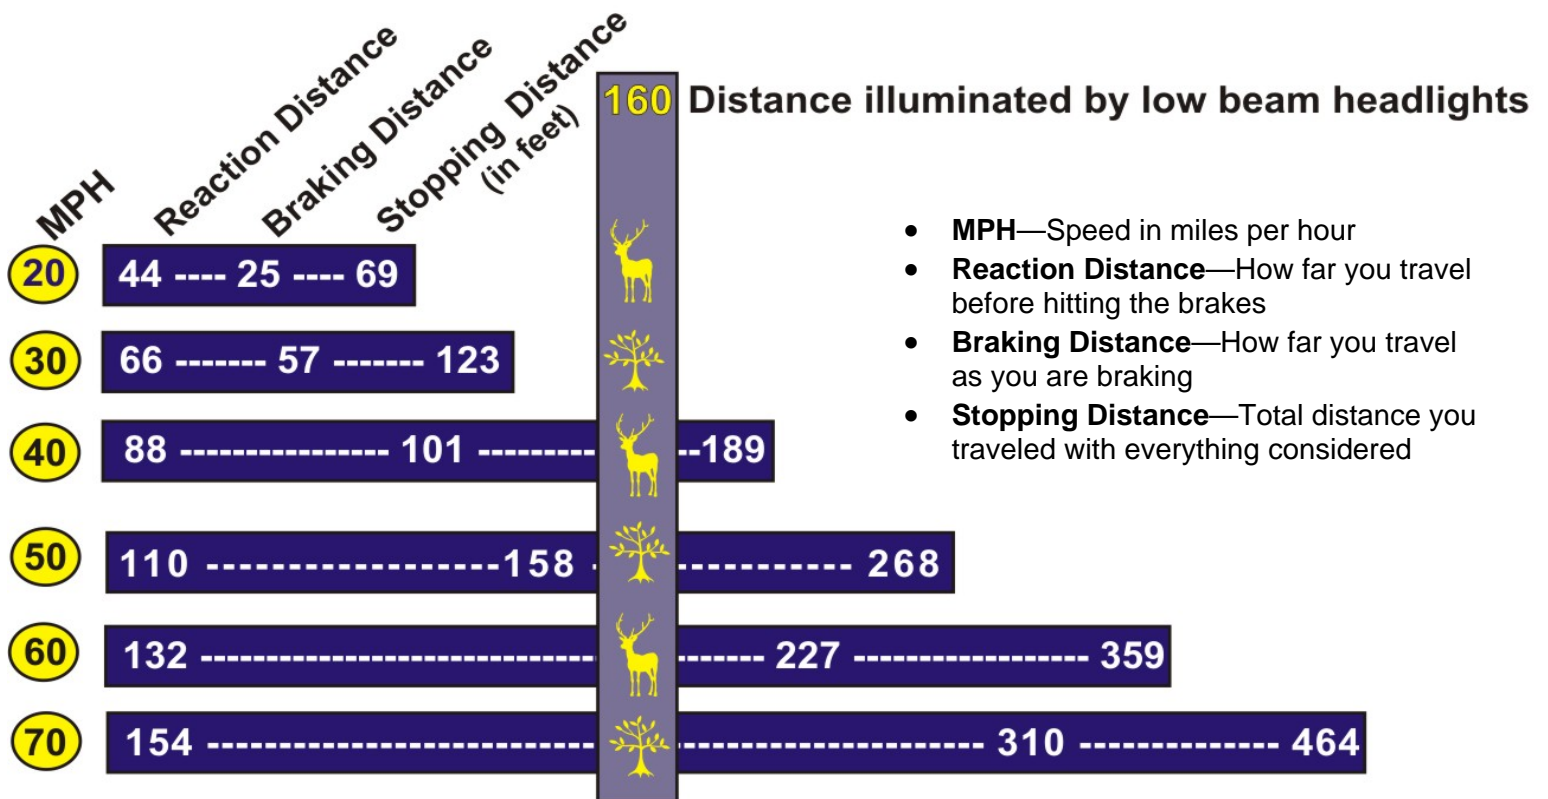 MPH
Reaction Distance
Braking Distance
Stopping Distance
(in feet)
160 Distance illuminated by low beam headlights
20 44 ---- 25 ---- 69
30 66 ------- 57 ------- 123
40 88 ---------------- 101 ---------- --189
50 110 ------------------158 - ------------ 268
60 132 ------------------------------ ------- 227 ------------------ 359
70 154 ------------------------------ ------------------------ 310 -------------- 464
• MPH—Speed in miles per hour
• Reaction Distance—How far you travel
before hitting the brakes
• Braking Distance—How far you travel
as you are braking
• Stopping Distance—Total distance you
traveled with everything considered